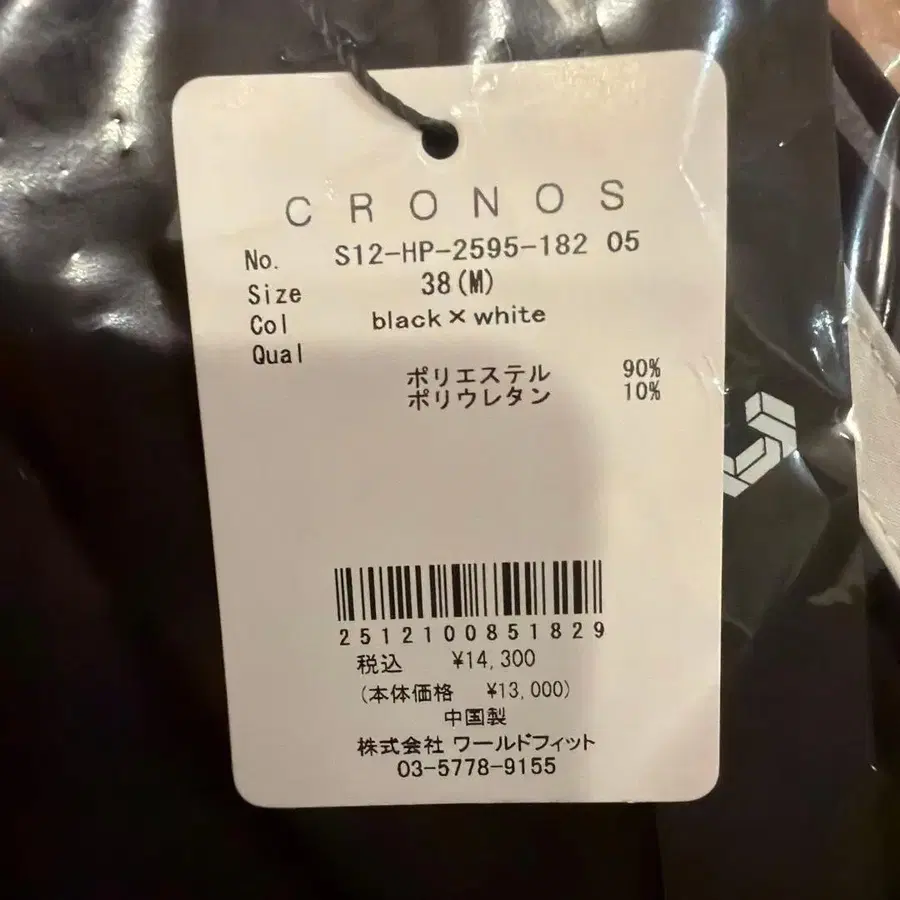 CRONOS
No. S12-HP-2595-182 05
Size 38(M)
Col black×white
Qual
ポリエステル 90%
ポリウレタン 10%
2512100851829
税込 ¥14,300
(本体価格 ¥13,000)
中国製
株式会社 ワールドフィット
03-5778-9155